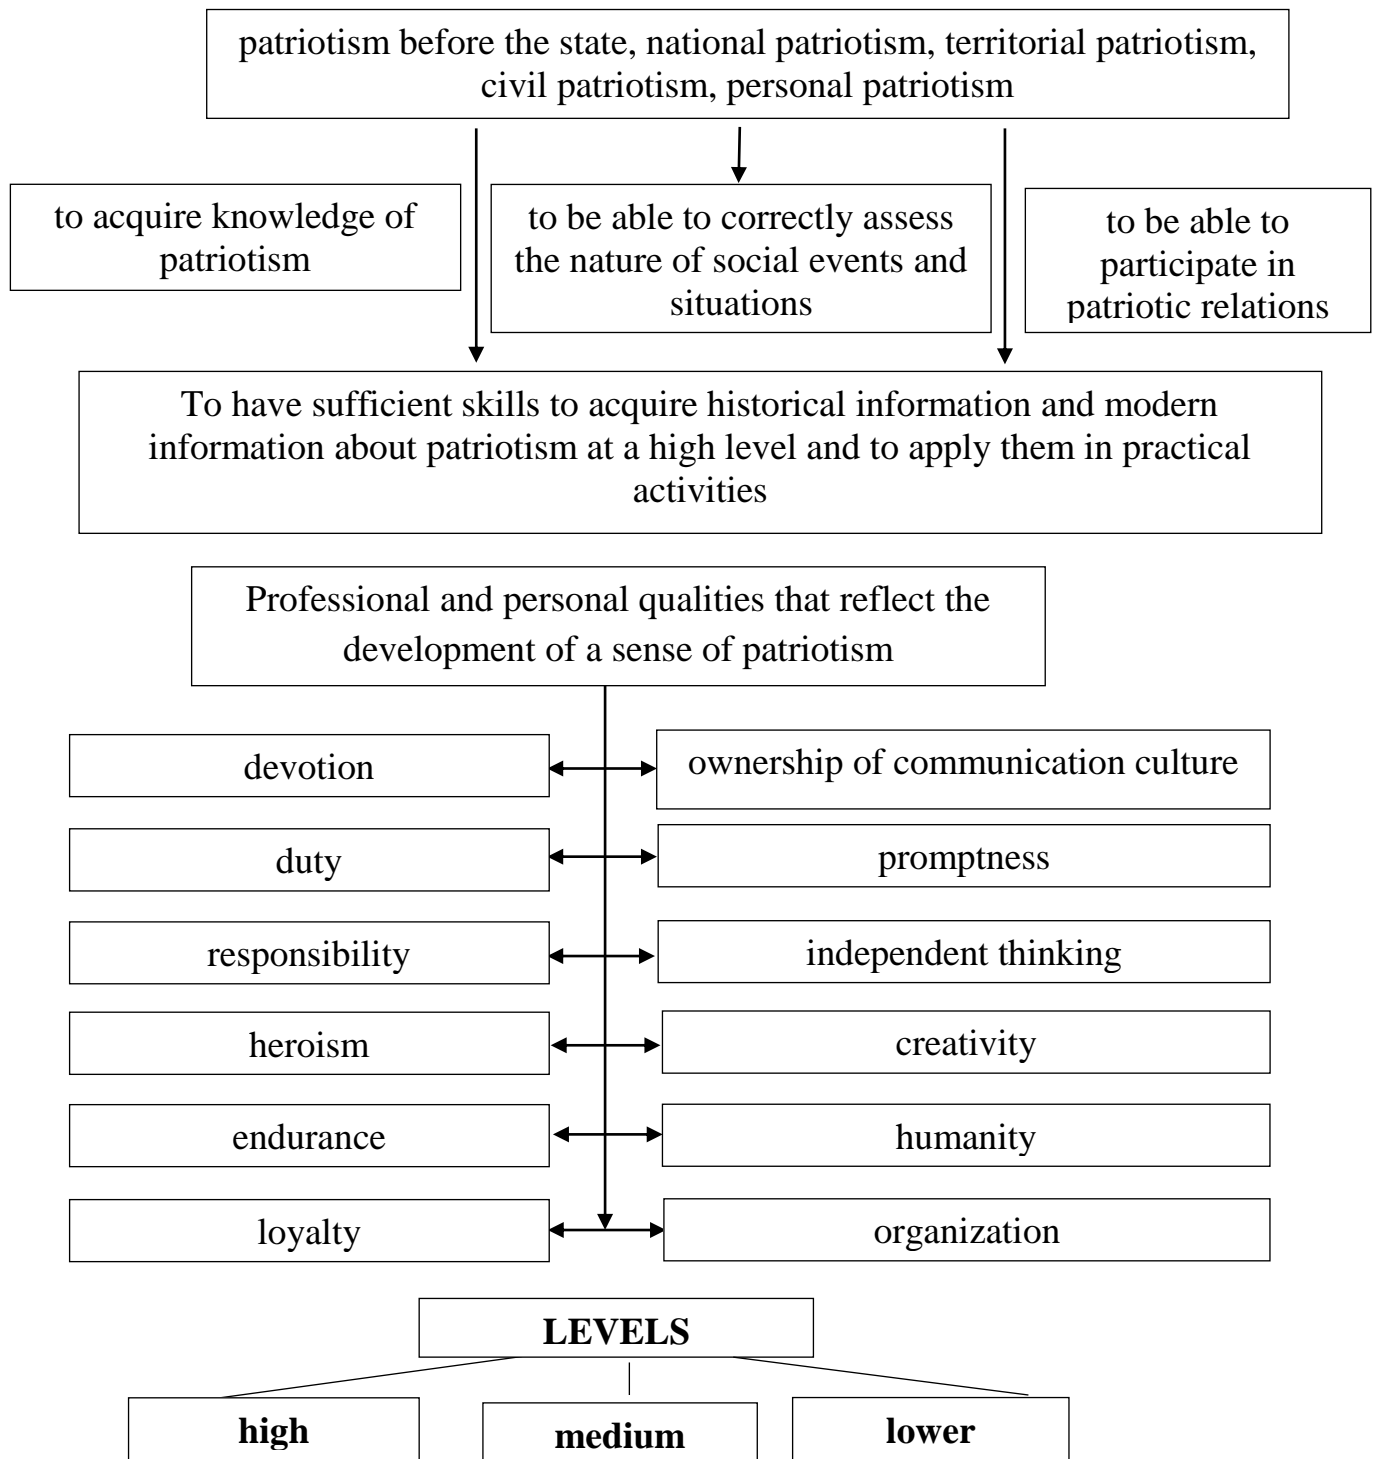 patriotism before the state, national patriotism, territorial patriotism,
civil patriotism, personal patriotism
to acquire knowledge of
patriotism
to be able to correctly assess
the nature of social events and
situations
to be able to
participate in
patriotic relations
To have sufficient skills to acquire historical information and modern
information about patriotism at a high level and to apply them in practical
activities
Professional and personal qualities that reflect the
development of a sense of patriotism
devotion
ownership of communication culture
duty
promptness
responsibility
independent thinking
heroism
creativity
endurance
humanity
loyalty
organization
LEVELS
high
medium
lower